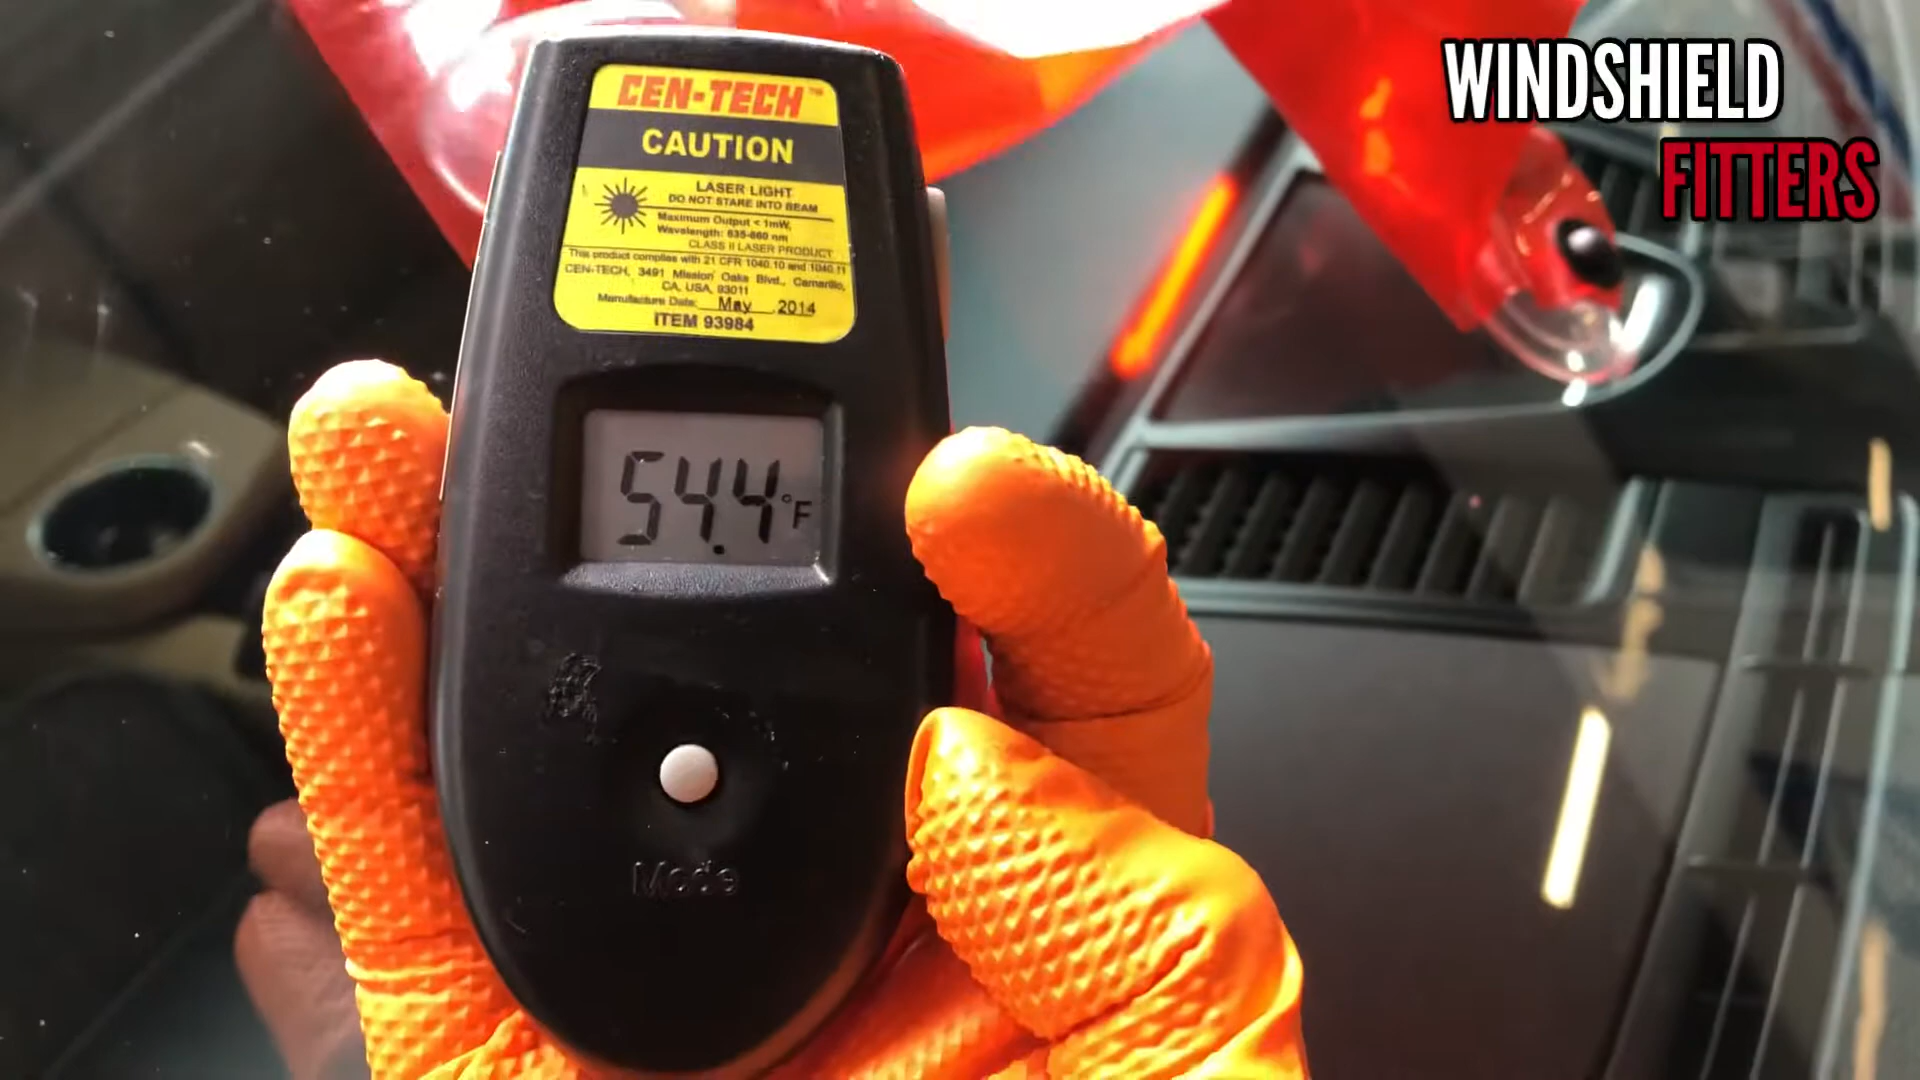 WINDSHIELD
FITTERS
CEN-TECH™
CAUTION
LASER LIGHT
DO NOT STARE INTO BEAM
Maximum Output < 1mW,
Wavelength: 635-660 nm
CLASS II LASER PRODUCT
This product complies with 21 CFR 1040.10 and 1040.11
CEN-TECH, 3491 Mission Oaks Blvd., Camarillo,
CA, USA, 93011
Manufacture Date: May ,2014
ITEM 93984
54.4°F
Mode